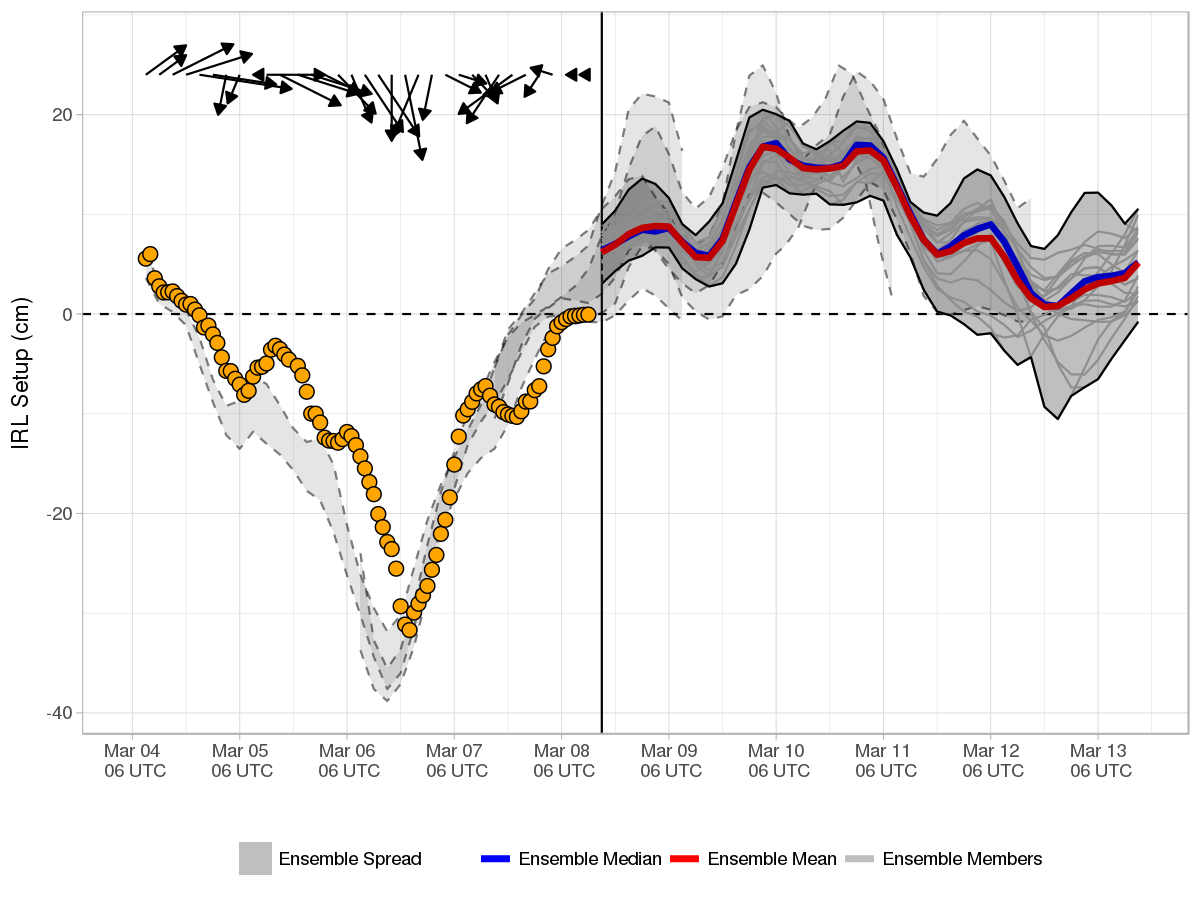 IRL Setup (cm)
20
0
-20
-40
Mar 04 Mar 05 Mar 06 Mar 07 Mar 08 Mar 09 Mar 10 Mar 11 Mar 12 Mar 13
06 UTC 06 UTC 06 UTC 06 UTC 06 UTC 06 UTC 06 UTC 06 UTC 06 UTC 06 UTC
Ensemble Spread Ensemble Median Ensemble Mean Ensemble Members